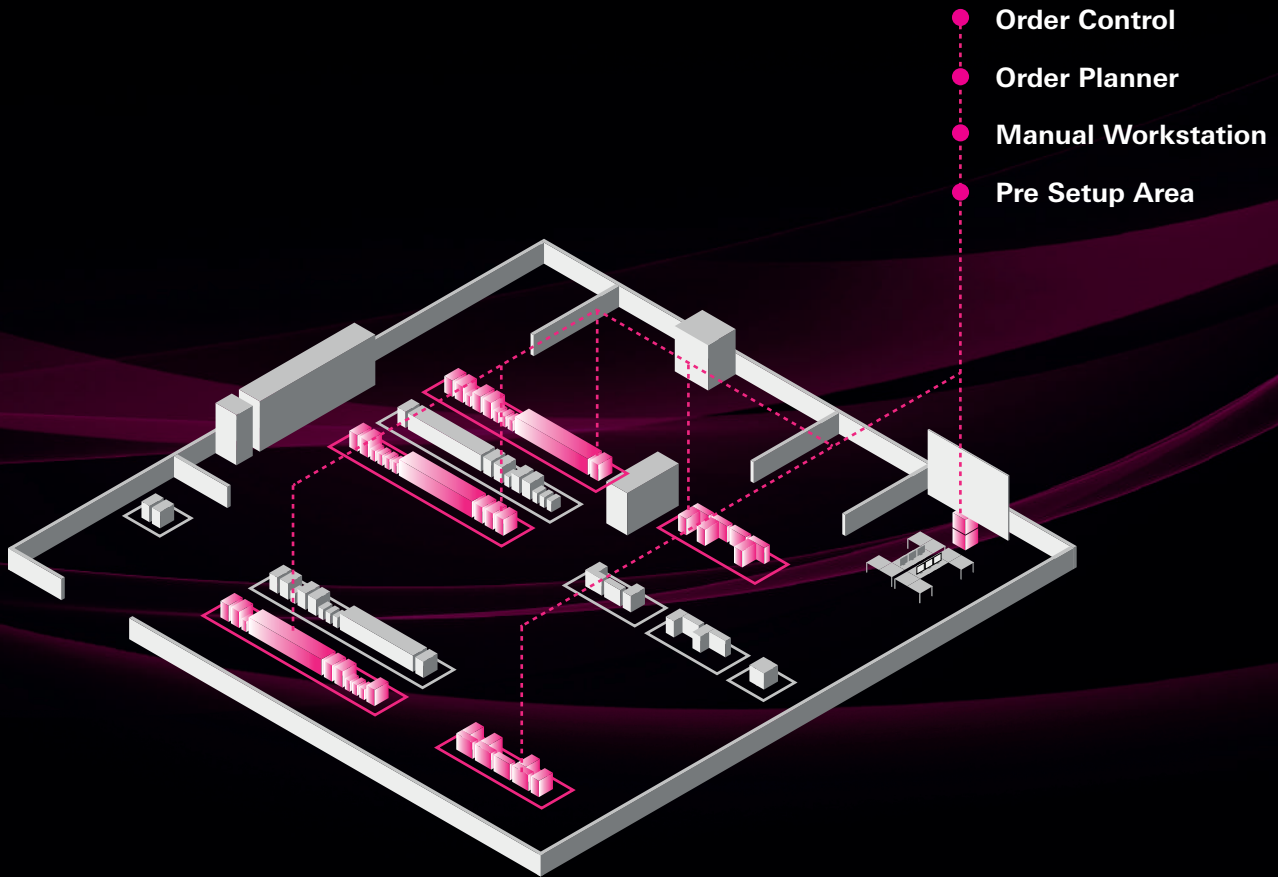 Order Control
Order Planner
Manual Workstation
Pre Setup Area